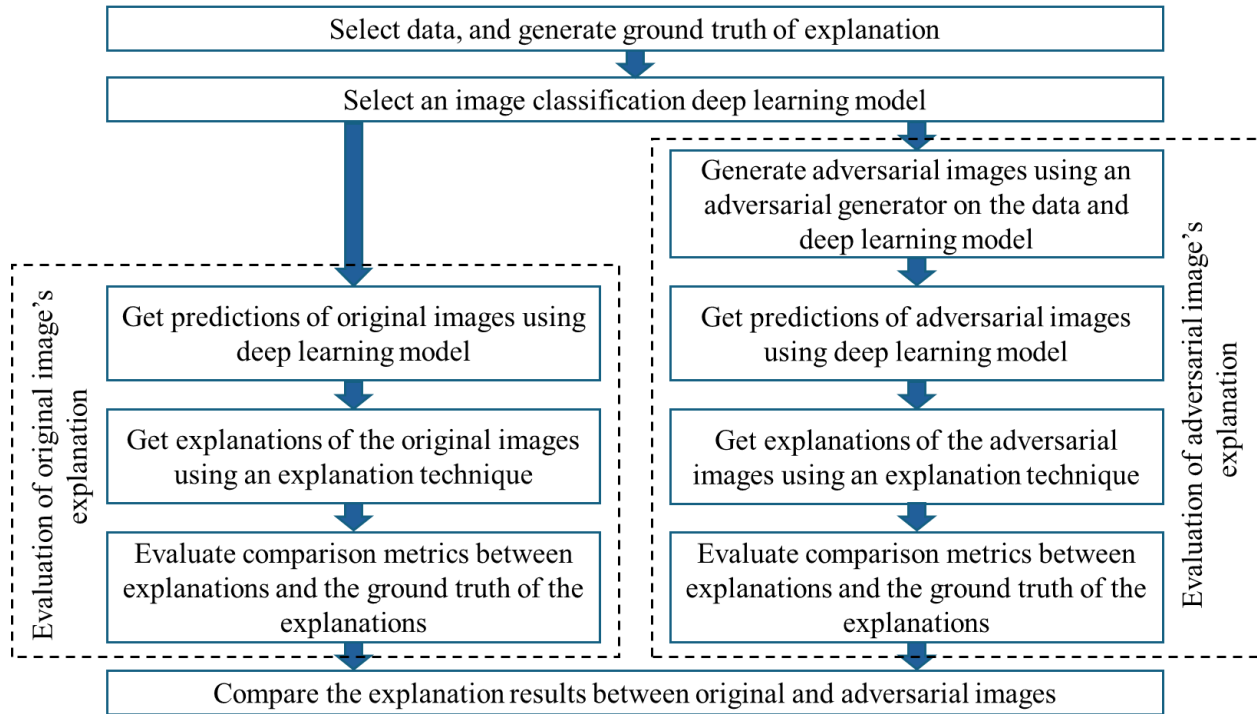 Select data, and generate ground truth of explanation
Select an image classification deep learning model
Generate adversarial images using an
adversarial generator on the data and
deep learning model
Evaluation of original image's
explanation
Get predictions of original images using
deep learning model
Get explanations of the original images
using an explanation technique
Evaluate comparison metrics between
explanations and the ground truth of the
explanations
Get predictions of adversarial images
using deep learning model
Get explanations of the adversarial
images using an explanation technique
Evaluate comparison metrics between
explanations and the ground truth of the
explanations
Evaluation of adversarial image's
explanation
Compare the explanation results between original and adversarial images